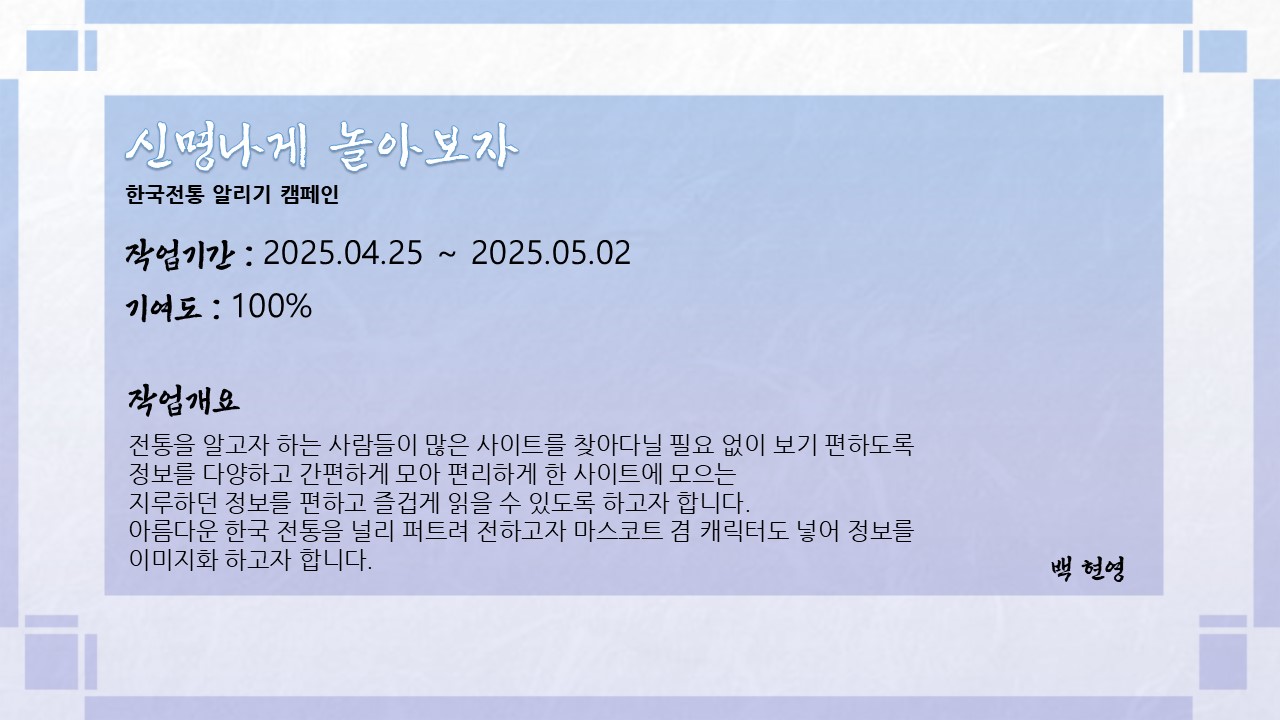 신명나게 놀아보자
한국전통 알리기 캠페인
작업기간 : 2025.04.25 ~ 2025.05.02
기여도 : 100%
작업개요
전통을 알고자 하는 사람들이 많은 사이트를 찾아다닐 필요 없이 보기 편하도록
정보를 다양하고 간편하게 모아 편리하게 한 사이트에 모으는
지루하던 정보를 편하고 즐겁게 읽을 수 있도록 하고자 합니다.
아름다운 한국 전통을 널리 퍼트려 전하고자 마스코트 겸 캐릭터도 넣어 정보를
이미지화 하고자 합니다.
백 현영